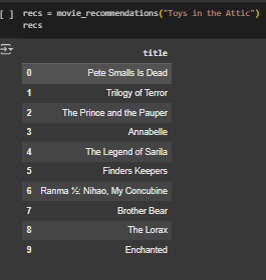 [ ] recs = movie_recommendations("Toys in the Attic")
recs
title
0 Pete Smalls Is Dead
1 Trilogy of Terror
2 The Prince and the Pauper
3 Annabelle
4 The Legend of Sarila
5 Finders Keepers
6 Ranma ½: Nihao, My Concubine
7 Brother Bear
8 The Lorax
9 Enchanted